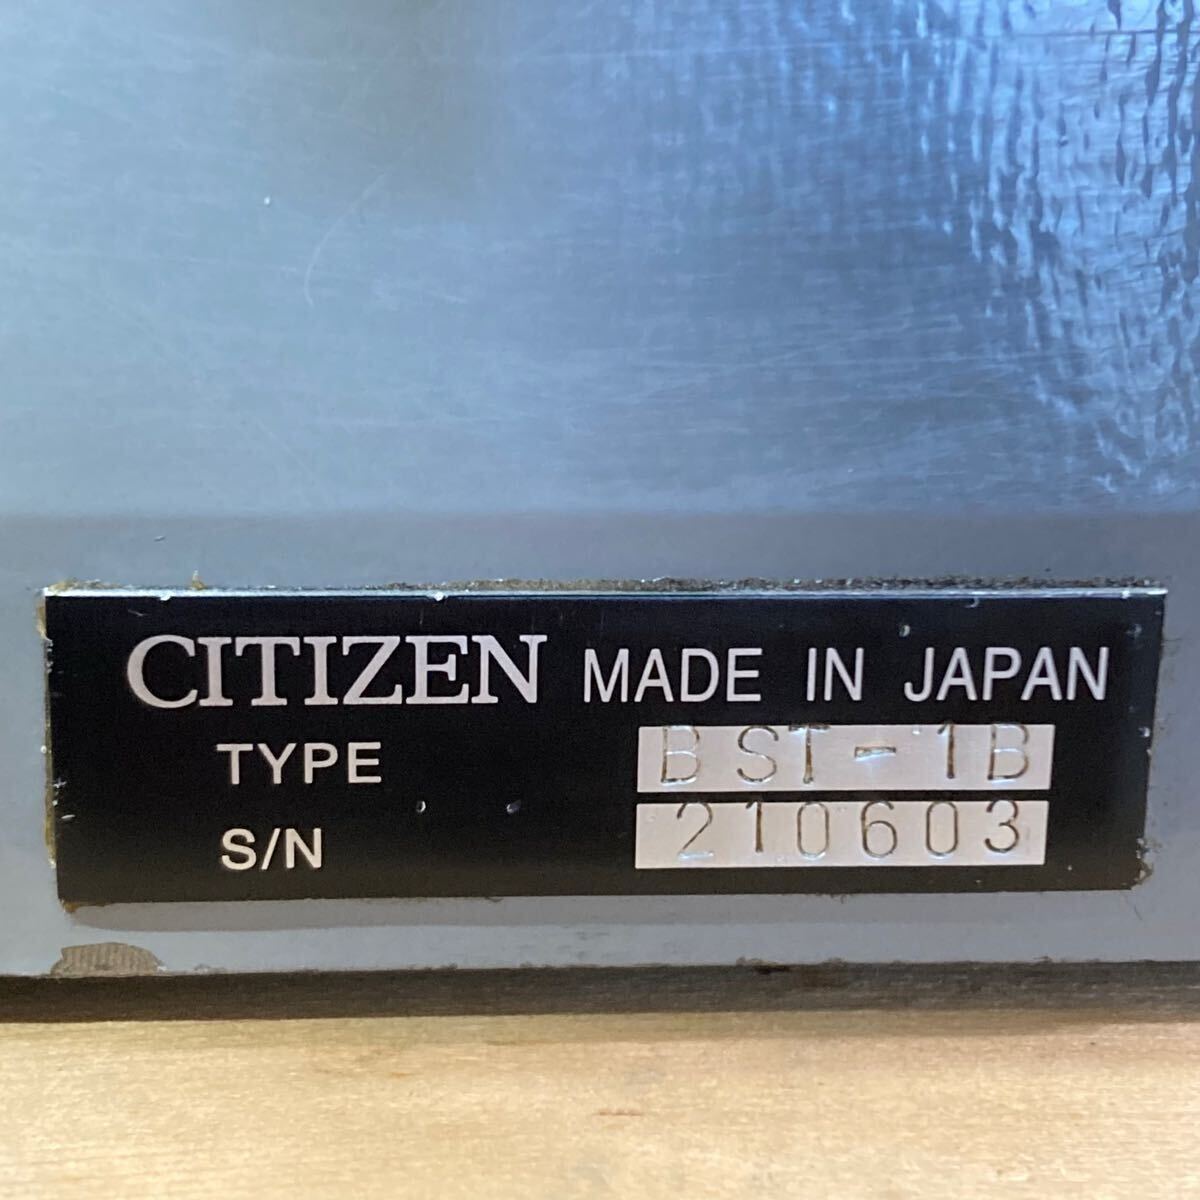 CITIZEN MADE IN JAPAN
TYPE BST-1B
S/N 210603